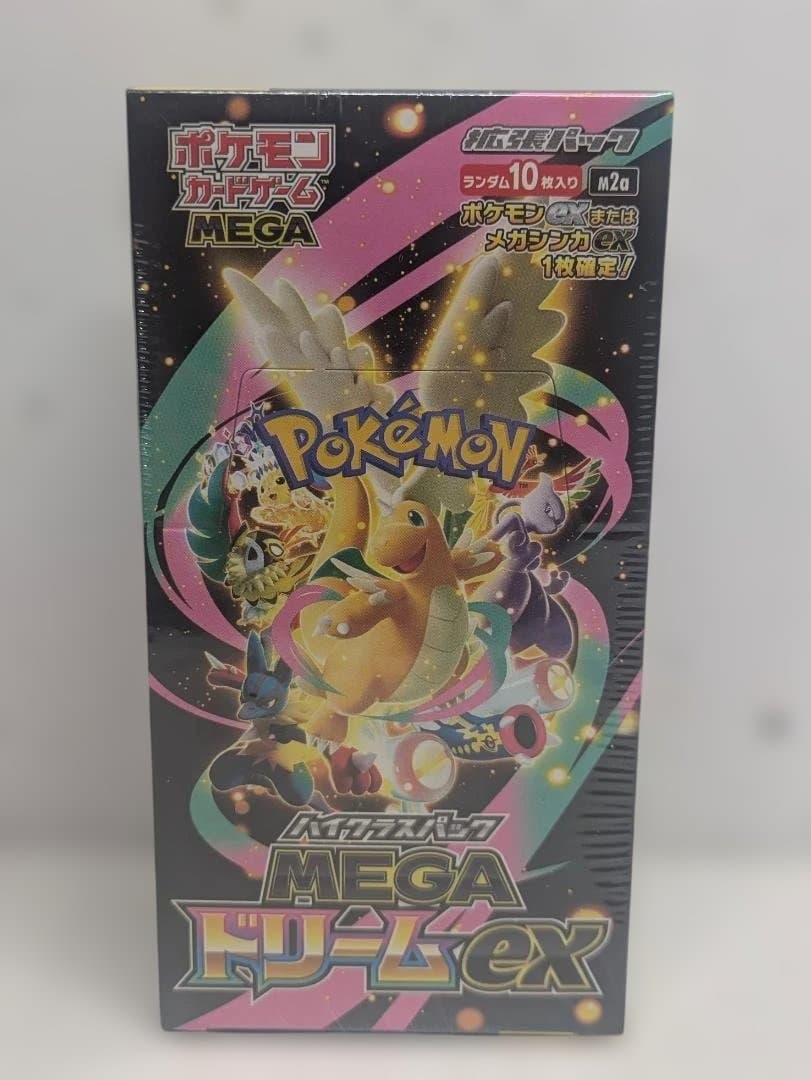 ポケモン
カードゲーム™
MEGA
拡張パック
ランダム10枚入り M2a
ポケモンexまたは
メガシンカex
1枚確定!
POKéMON™
ハイクラスパック
MEGA
ドリームex